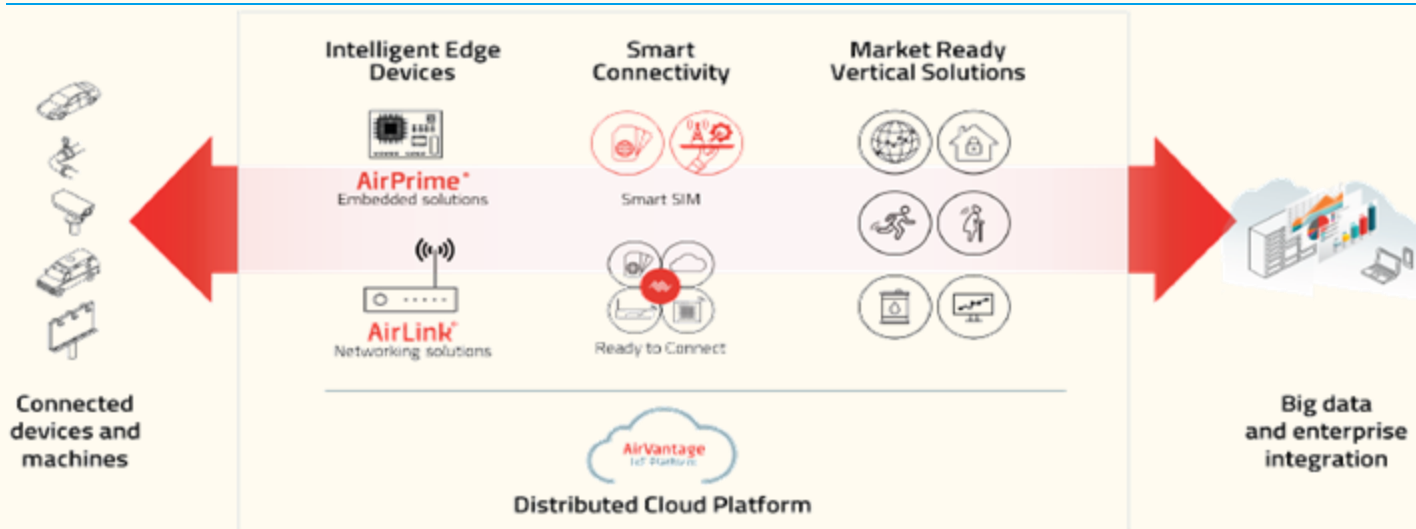 Intelligent Edge
Devices
Smart
Connectivity
Market Ready
Vertical Solutions
AirPrime®
Embedded solutions
Smart SIM
AirLink®
Networking solutions
Ready to Connect
Connected
devices and
machines
Big data
and enterprise
integration
AirVantage
IoT Platform
Distributed Cloud Platform